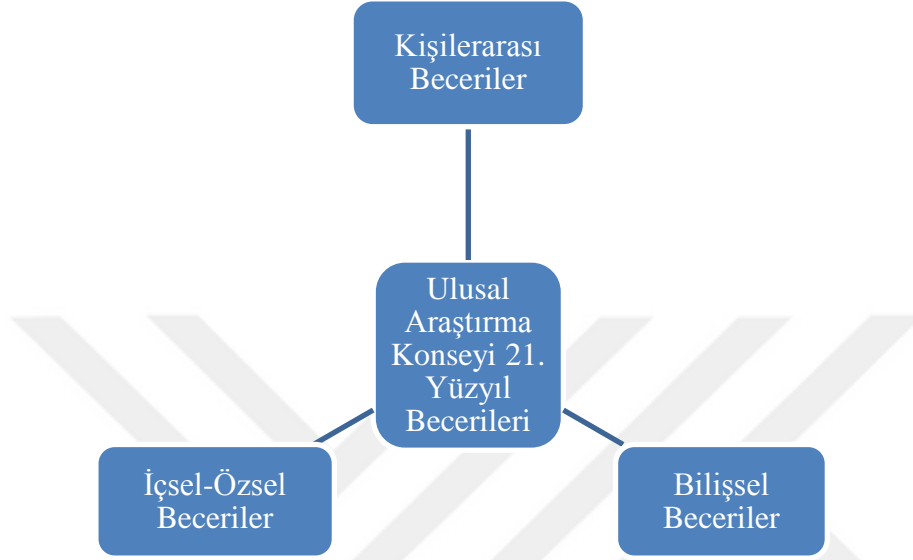 Kişilerarası
Beceriler
Ulusal
Araştırma
Konseyi 21.
Yüzyıl
Becerileri
İçsel-Özsel
Beceriler
Bilişsel
Beceriler